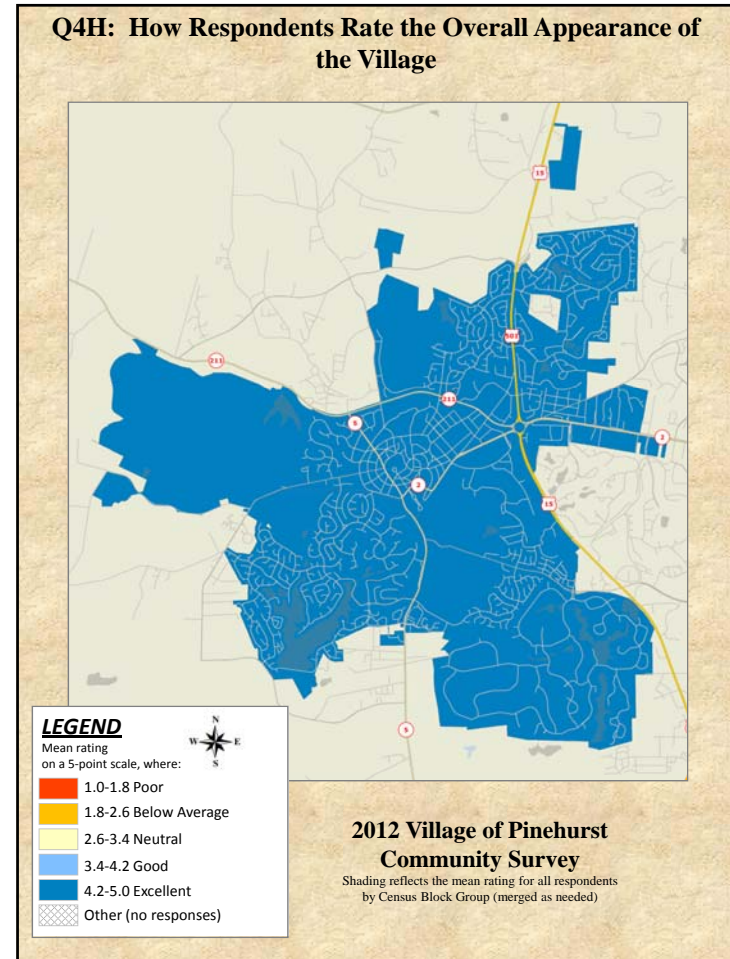 Q4H: How Respondents Rate the Overall Appearance of
the Village
15
501
211
211
5
2
2
15
5
LEGEND
N
W E
S
Mean rating
on a 5-point scale, where:
1.0-1.8 Poor
1.8-2.6 Below Average
2.6-3.4 Neutral
3.4-4.2 Good
4.2-5.0 Excellent
Other (no responses)
2012 Village of Pinehurst
Community Survey
Shading reflects the mean rating for all respondents
by Census Block Group (merged as needed)